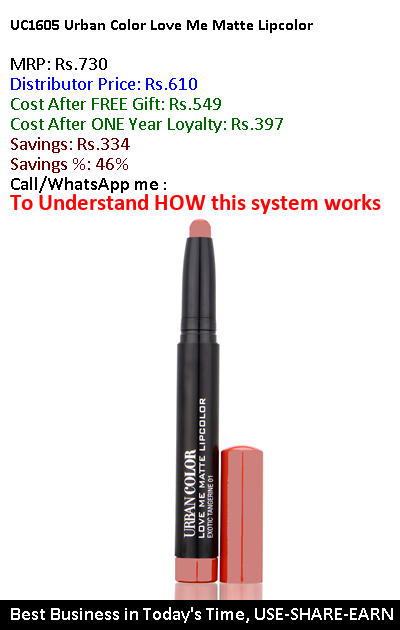 UC1605 Urban Color Love Me Matte Lipcolor
MRP: Rs.730
Distributor Price: Rs.610
Cost After FREE Gift: Rs.549
Cost After ONE Year Loyalty: Rs.397
Savings: Rs.334
Savings %: 46%
Call/WhatsApp me :
To Understand HOW this system works
URBAN COLOR
LOVE ME MATTE LIPCOLOR
EXOTIC TANGERINE 01
Best Business in Today's Time, USE-SHARE-EARN